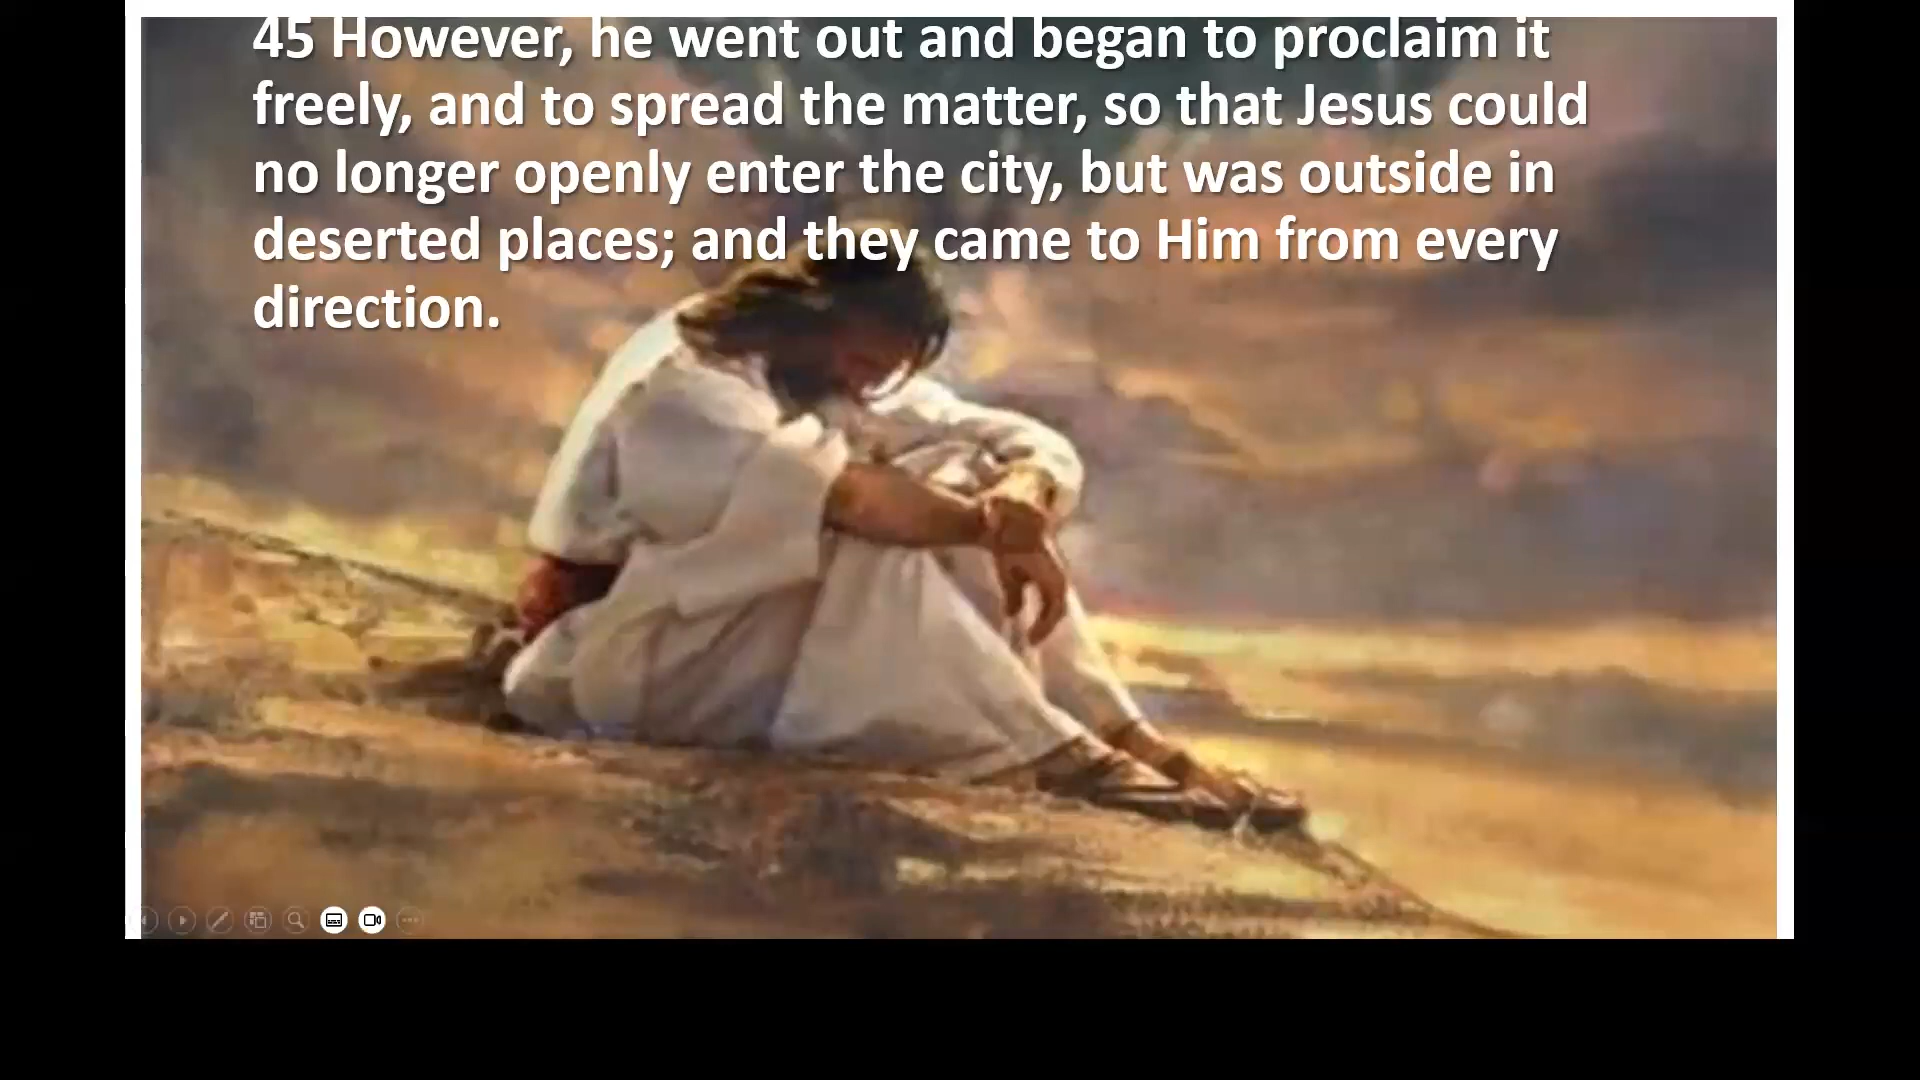 45 However, he went out and began to proclaim it
freely, and to spread the matter, so that Jesus could
no longer openly enter the city, but was outside in
deserted places; and they came to Him from every
direction.